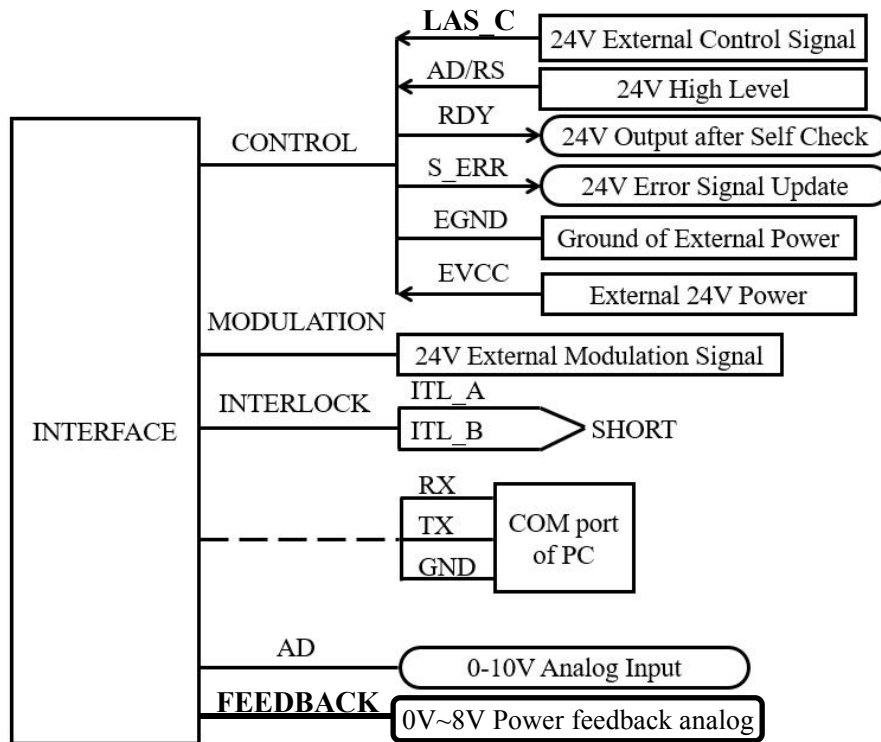 LAS_C
24V External Control Signal
AD/RS
24V High Level
RDY
24V Output after Self Check
CONTROL
S_ERR
24V Error Signal Update
EGND
Ground of External Power
EVCC
External 24V Power
MODULATION
24V External Modulation Signal
INTERLOCK
ITL_A
ITL_B
SHORT
INTERFACE
RX
TX
GND
COM port
of PC
AD
0-10V Analog Input
FEEDBACK
0V~8V Power feedback analog